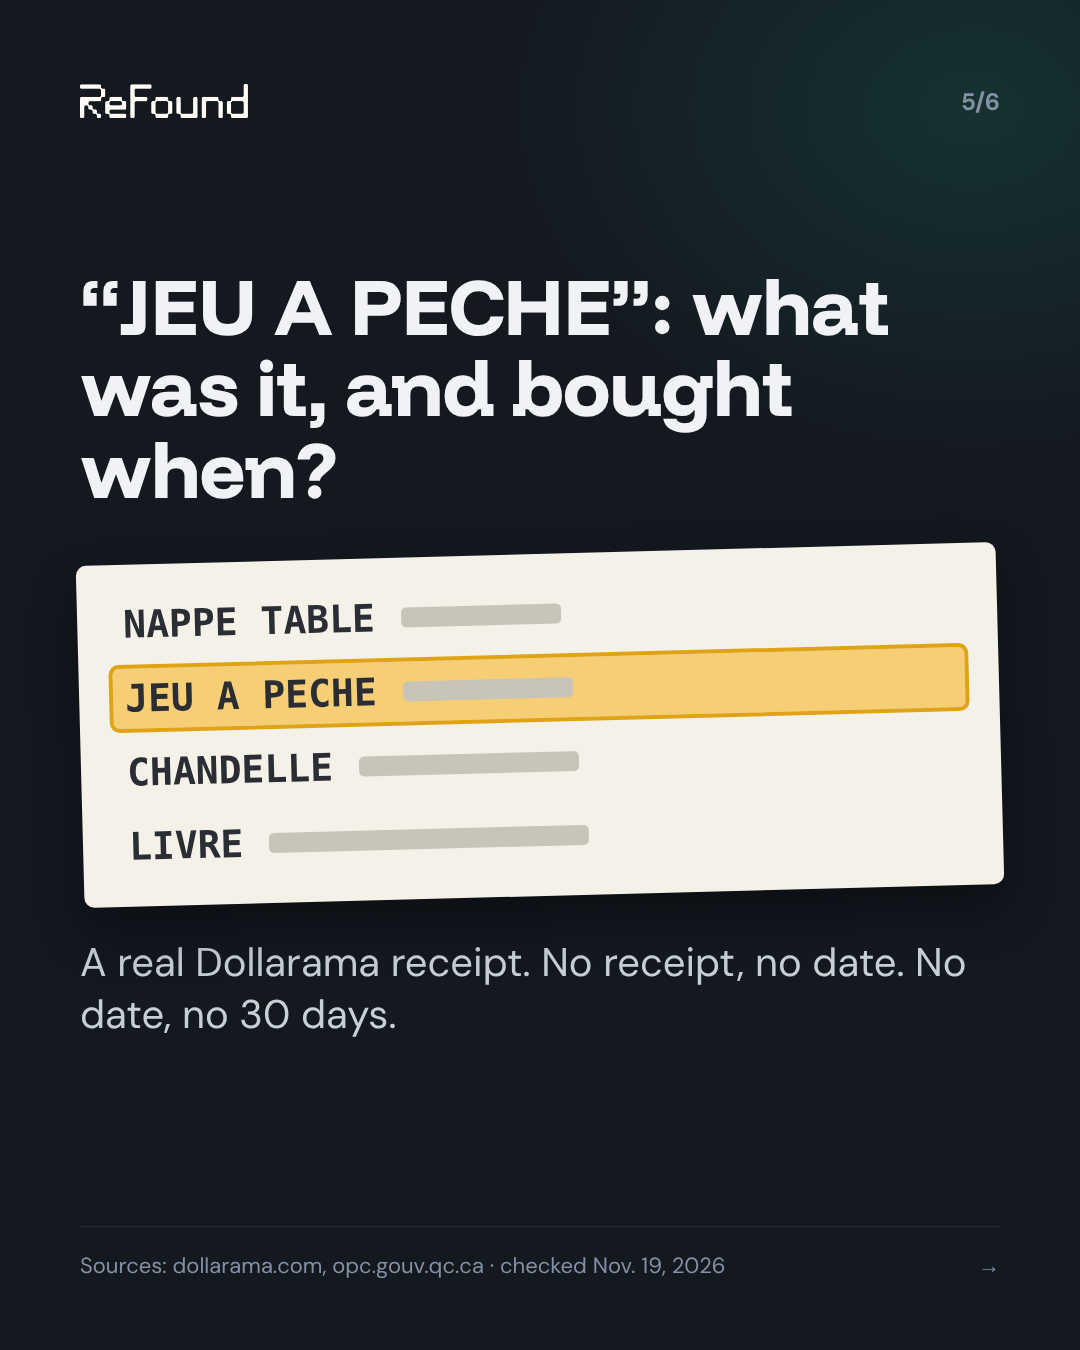 ReFound
5/6
“JEU A PECHE”: what
was it, and bought
when?
NAPPE TABLE
JEU A PECHE
CHANDELLE
LIVRE
A real Dollarama receipt. No receipt, no date. No
date, no 30 days.
Sources: dollarama.com, opc.gouv.qc.ca · checked Nov. 19, 2026 →